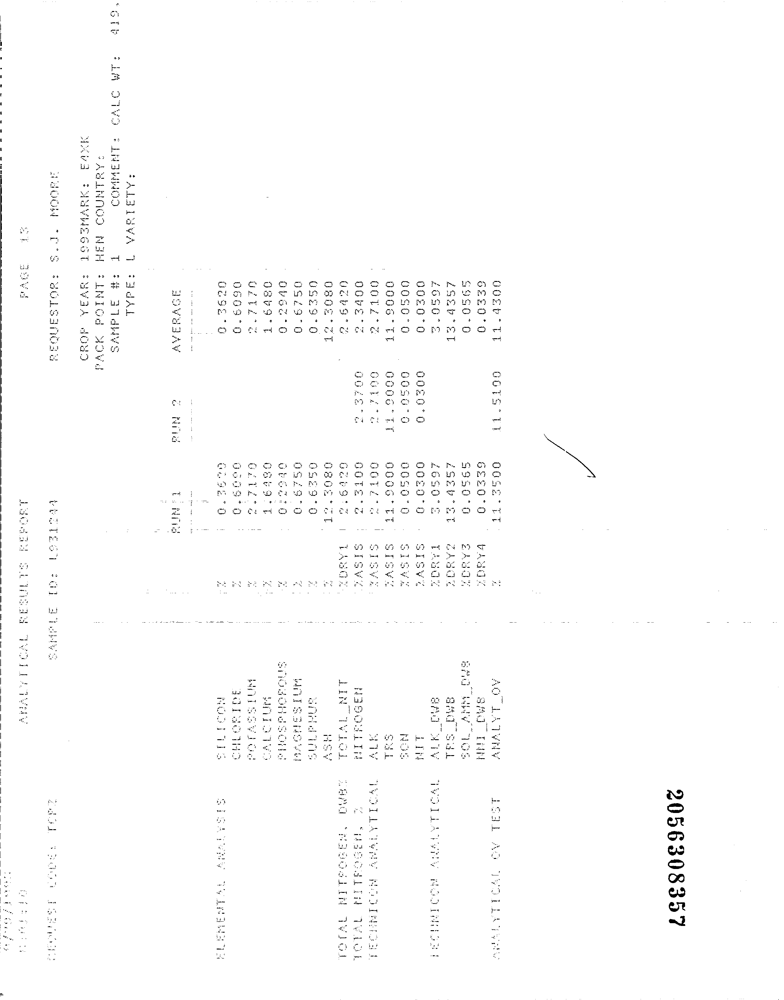 ANALYTICAL RESULTS REPORT PAGE 13
REQUEST CODE: SAMPLE ID: L931244 REQUESTOR: S.J. MOORE
CROP YEAR: 1993MARK: E4XK
PACK POINT: HEN COUNTRY:
SAMPLE #: 1 COMMENT: CALC WT: 419.
TYPE: L VARIETY:
RUN 1 RUN 2 AVERAGE
ELEMENTAL ANALYSIS SILICON % 0.3620 0.3620
CHLORIDE % 0.6090 0.6090
POTASSIUM % 2.7170 2.7170
CALCIUM % 1.6480 1.6480
PHOSPHOROUS % 0.2940 0.2940
MAGNESIUM % 0.6750 0.6750
SULPHUR % 0.6350 0.6350
ASH % 12.3080 12.3080
TOTAL NITROGEN, DWB% TOTAL_NIT %DRY1 2.6420 2.6420
TOTAL NITROGEN, % NITROGEN %ASIS 2.3100 2.3700 2.3400
TECHNICON ANALYTICAL ALK %ASIS 2.7100 2.7100 2.7100
TRS %ASIS 11.9000 11.9000 11.9000
SON %ASIS 0.0500 0.0500 0.0500
NIT %ASIS 0.0300 0.0300 0.0300
TECHNICON ANALYTICAL ALK_DWB %DRY1 3.0597 3.0597
TRS_DWB %DRY2 13.4357 13.4357
SOL_AMM_DWB %DRY3 0.0565 0.0565
NNI_DWB %DRY4 0.0339 0.0339
ANALYTICAL OV TEST ANALYT_OV % 11.3500 11.5100 11.4300
2056308357